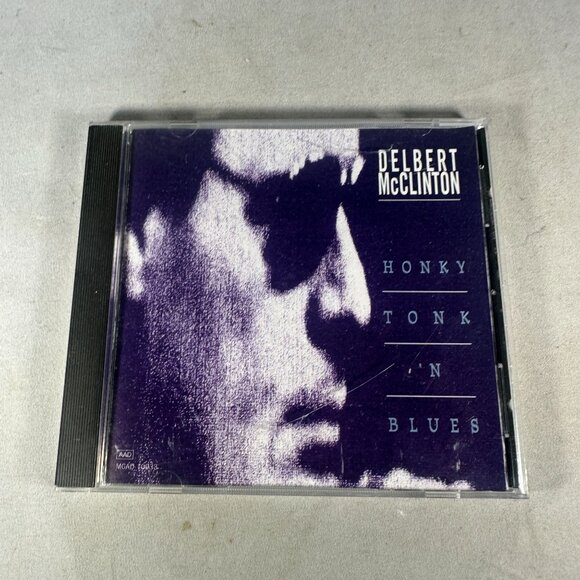 DELBERT
McCLINTON
HONKY
TONK
'N
BLUES
AAD